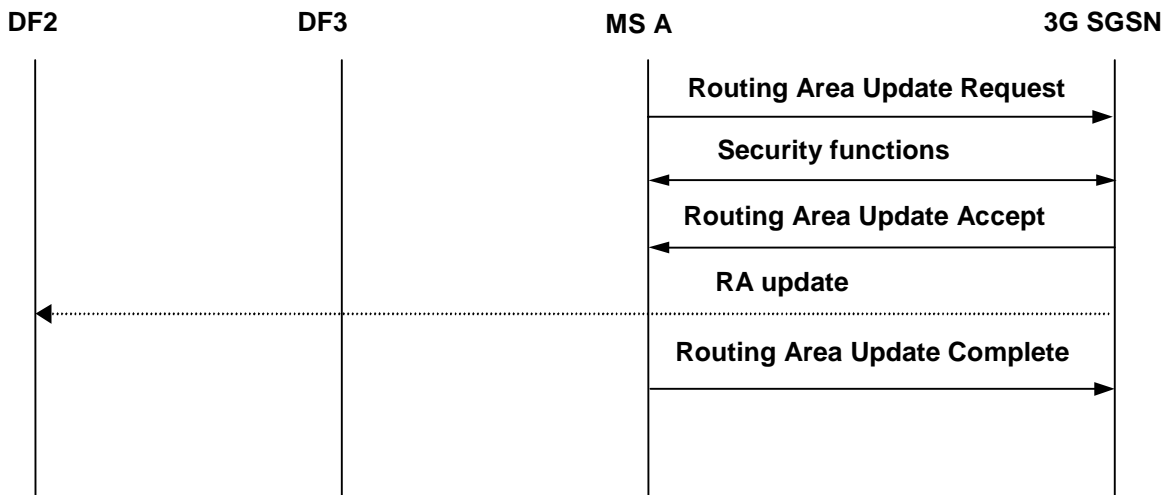 DF2 DF3 MS A 3G SGSN
Routing Area Update Request
Security functions
Routing Area Update Accept
RA update
Routing Area Update Complete